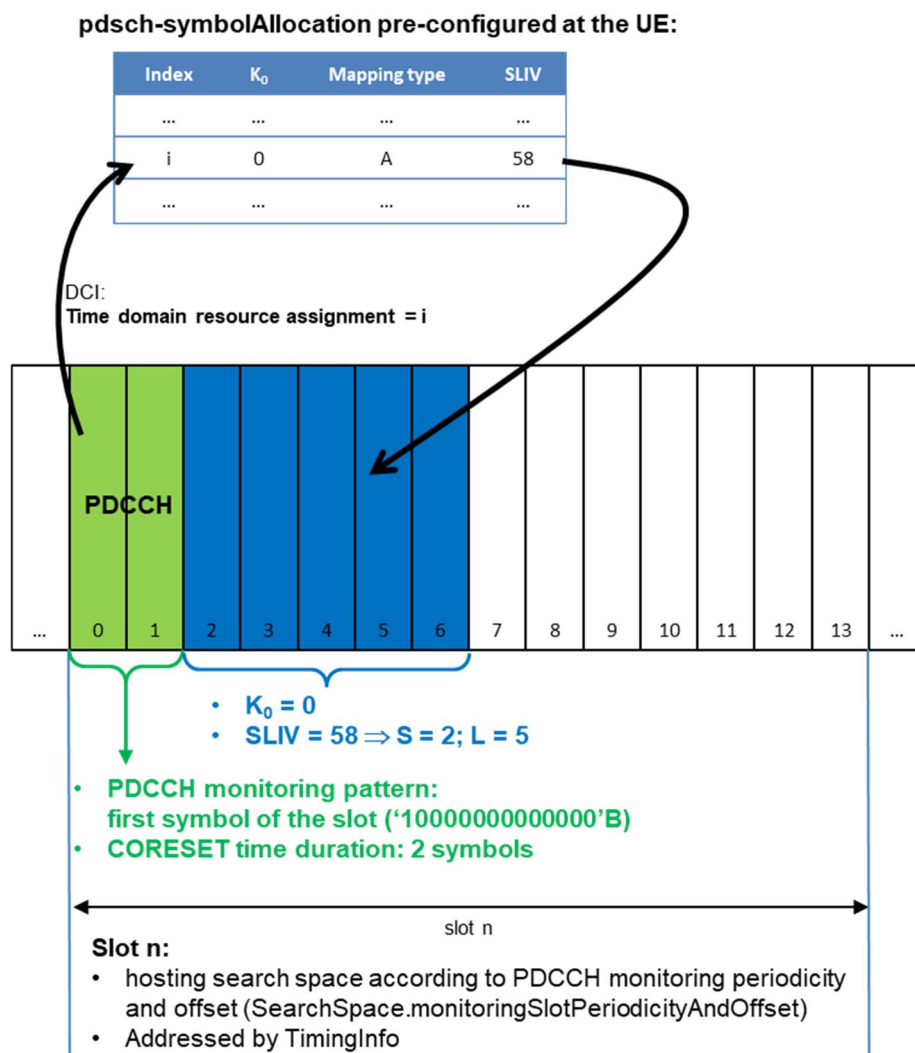 pdsch-symbolAllocation pre-configured at the UE:
Index K₀ Mapping type SLIV
... ... ... ...
i 0 A 58
... ... ... ...
DCI:
Time domain resource assignment = i
PDCCH
... 0 1 2 3 4 5 6 7 8 9 10 11 12 13 ...
• K₀ = 0
• SLIV = 58 ⇒ S = 2; L = 5
• PDCCH monitoring pattern:
first symbol of the slot (‘10000000000000’B)
• CORESET time duration: 2 symbols
slot n
Slot n:
• hosting search space according to PDCCH monitoring periodicity
and offset (SearchSpace.monitoringSlotPeriodicityAndOffset)
• Addressed by TimingInfo